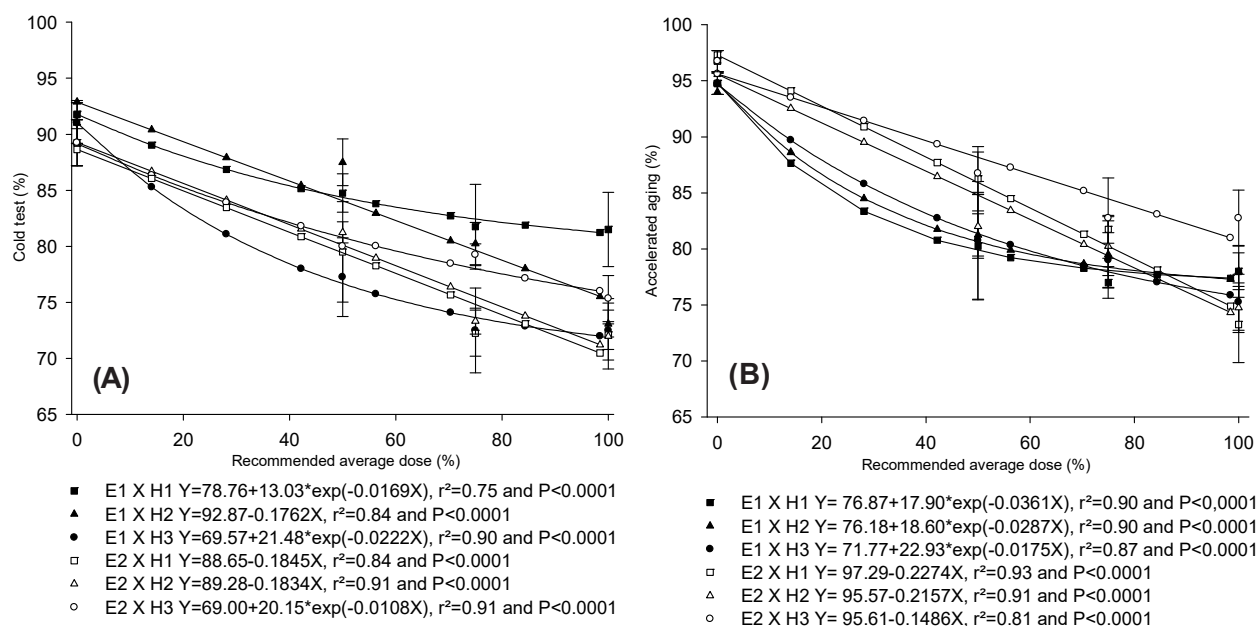 100
95
90
85
80
75
70
65
Cold test (%)
(A)
0 20 40 60 80 100
Recommended average dose (%)
E1 X H1 Y=78.76+13.03*exp(-0.0169X), r²=0.75 and P<0.0001
E1 X H2 Y=92.87-0.1762X, r²=0.84 and P<0.0001
E1 X H3 Y=69.57+21.48*exp(-0.0222X), r²=0.90 and P<0.0001
E2 X H1 Y=88.65-0.1845X, r²=0.84 and P<0.0001
E2 X H2 Y=89.28-0.1834X, r²=0.91 and P<0.0001
E2 X H3 Y=69.00+20.15*exp(-0.0108X), r²=0.91 and P<0.0001
100
95
90
85
80
75
70
65
Accelerated aging (%)
(B)
0 20 40 60 80 100
Recommended average dose (%)
E1 X H1 Y= 76.87+17.90*exp(-0.0361X), r²=0.90 and P<0,0001
E1 X H2 Y= 76.18+18.60*exp(-0.0287X), r²=0.90 and P<0.0001
E1 X H3 Y= 71.77+22.93*exp(-0.0175X), r²=0.87 and P<0.0001
E2 X H1 Y= 97.29-0.2274X, r²=0.93 and P<0.0001
E2 X H2 Y= 95.57-0.2157X, r²=0.91 and P<0.0001
E2 X H3 Y= 95.61-0.1486X, r²=0.81 and P<0.0001